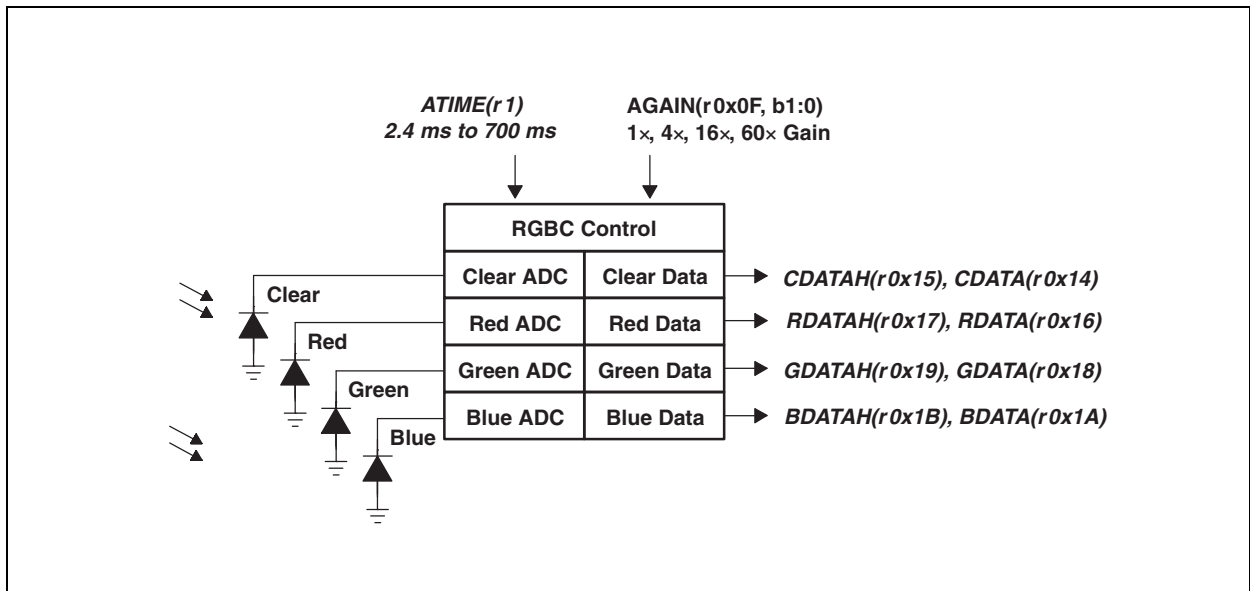 ATIME(r1)
2.4 ms to 700 ms
AGAIN(r0x0F, b1:0)
1×, 4×, 16×, 60× Gain
RGBC Control
Clear ADC
Clear Data
CDATAH(r0x15), CDATA(r0x14)
Clear
Red ADC
Red Data
RDATAH(r0x17), RDATA(r0x16)
Red
Green ADC
Green Data
GDATAH(r0x19), GDATA(r0x18)
Green
Blue ADC
Blue Data
BDATAH(r0x1B), BDATA(r0x1A)
Blue